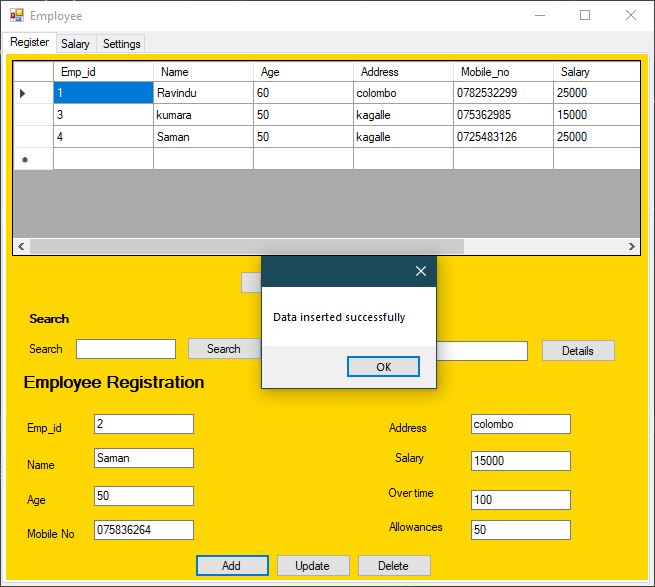 Employee
Register Salary Settings
Emp_id Name Age Address Mobile_no Salary
1 Ravindu 60 colombo 0782532299 25000
3 kumara 50 kagalle 075362985 15000
4 Saman 50 kagalle 0725483126 25000
Data inserted successfully
OK
Search
Search Search Details
Employee Registration
Emp_id 2 Address colombo
Name Saman Salary 15000
Age 50 Over time 100
Mobile No 075836264 Allowances 50
Add Update Delete